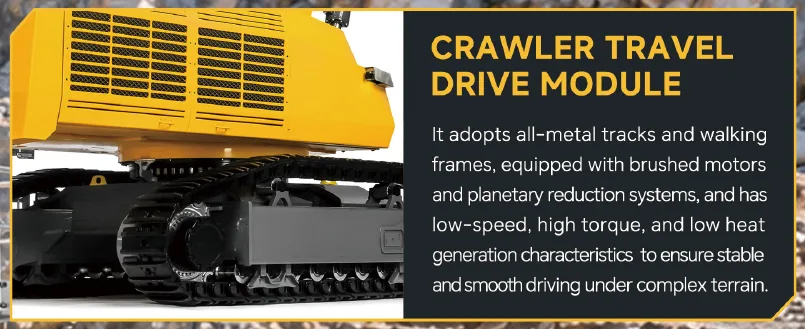 CRAWLER TRAVEL
DRIVE MODULE
It adopts all-metal tracks and walking
frames, equipped with brushed motors
and planetary reduction systems, and has
low-speed, high torque, and low heat
generation characteristics to ensure stable
and smooth driving under complex terrain.